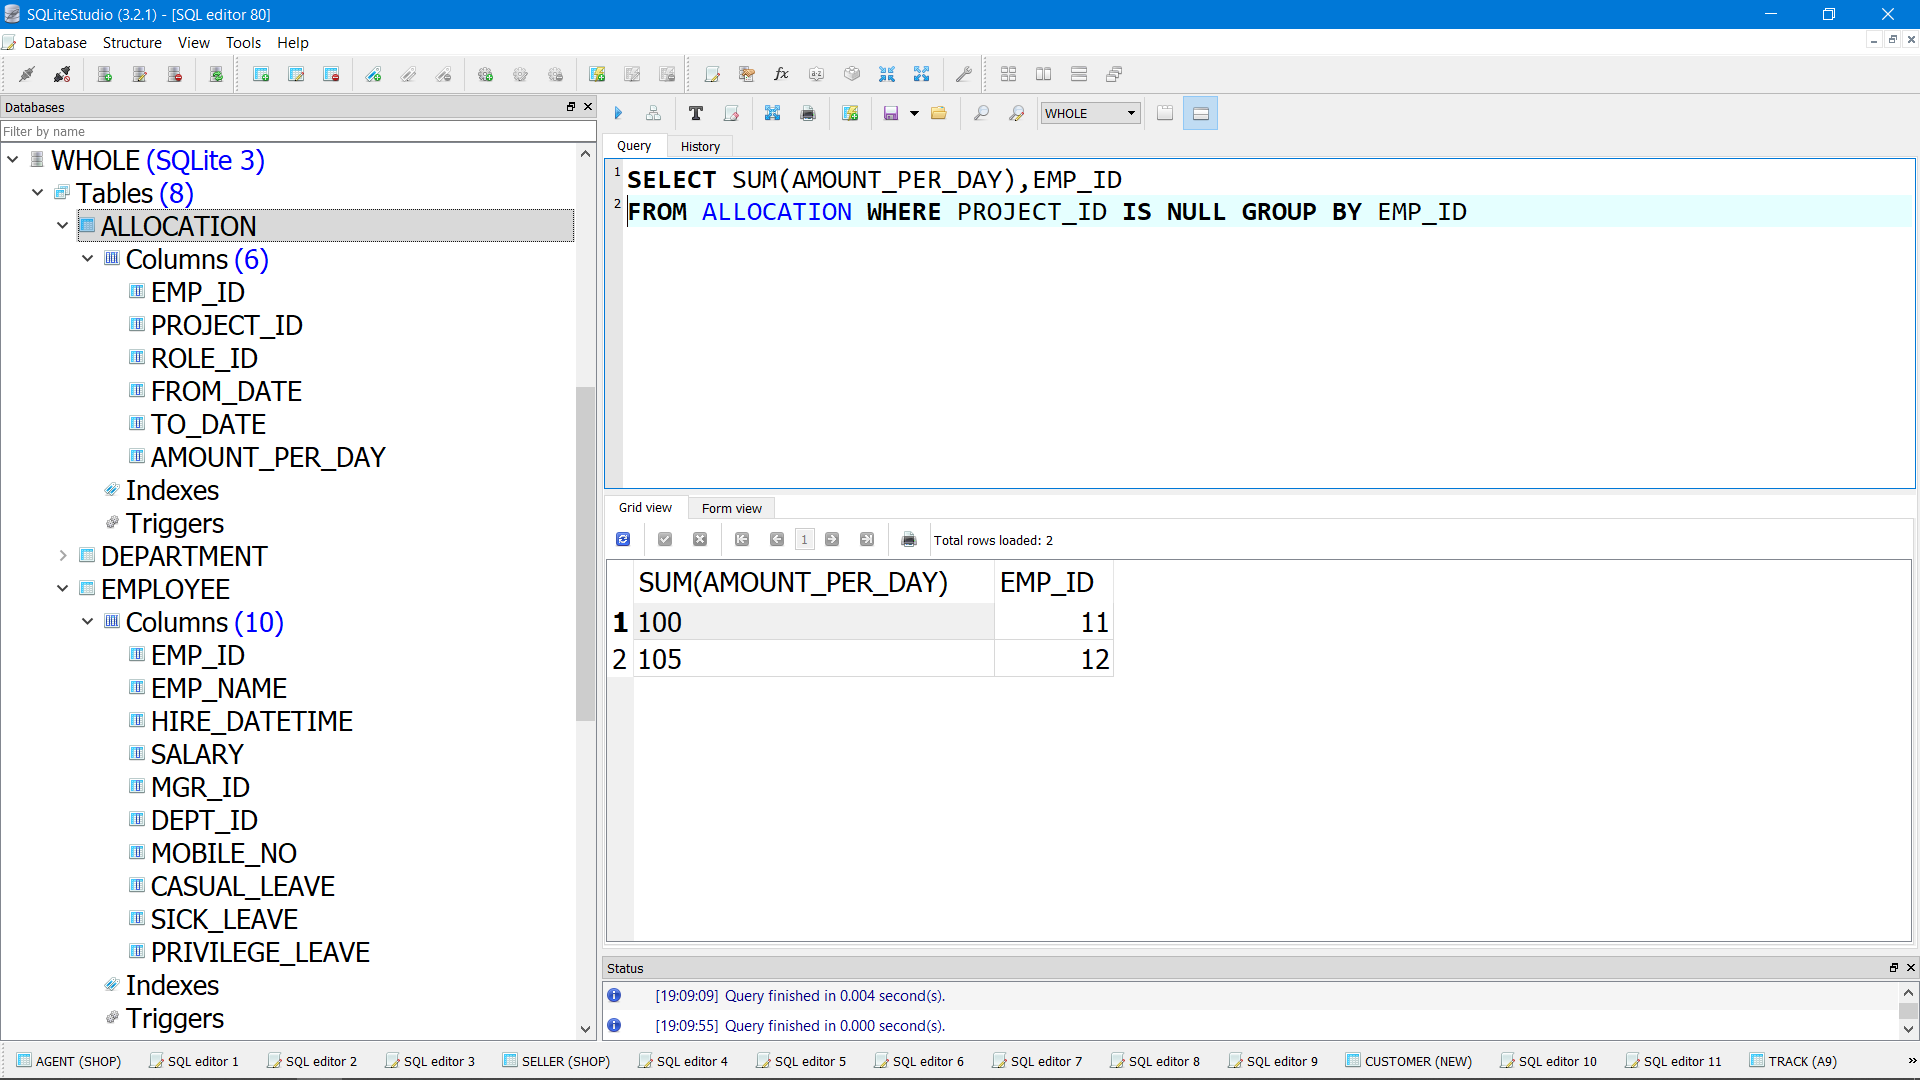 SQLiteStudio (3.2.1) - [SQL editor 80]
Database Structure View Tools Help
Databases
Filter by name
WHOLE (SQLite 3)
Tables (8)
ALLOCATION
Columns (6)
EMP_ID
PROJECT_ID
ROLE_ID
FROM_DATE
TO_DATE
AMOUNT_PER_DAY
Indexes
Triggers
DEPARTMENT
EMPLOYEE
Columns (10)
EMP_ID
EMP_NAME
HIRE_DATETIME
SALARY
MGR_ID
DEPT_ID
MOBILE_NO
CASUAL_LEAVE
SICK_LEAVE
PRIVILEGE_LEAVE
Indexes
Triggers
WHOLE
Query History
1 SELECT SUM(AMOUNT_PER_DAY),EMP_ID
2 FROM ALLOCATION WHERE PROJECT_ID IS NULL GROUP BY EMP_ID
Grid view Form view
1 Total rows loaded: 2
SUM(AMOUNT_PER_DAY) EMP_ID
1 100 11
2 105 12
Status
[19:09:09] Query finished in 0.004 second(s).
[19:09:55] Query finished in 0.000 second(s).
AGENT (SHOP) SQL editor 1 SQL editor 2 SQL editor 3 SELLER (SHOP) SQL editor 4 SQL editor 5 SQL editor 6 SQL editor 7 SQL editor 8 SQL editor 9 CUSTOMER (NEW) SQL editor 10 SQL editor 11 TRACK (A9) »